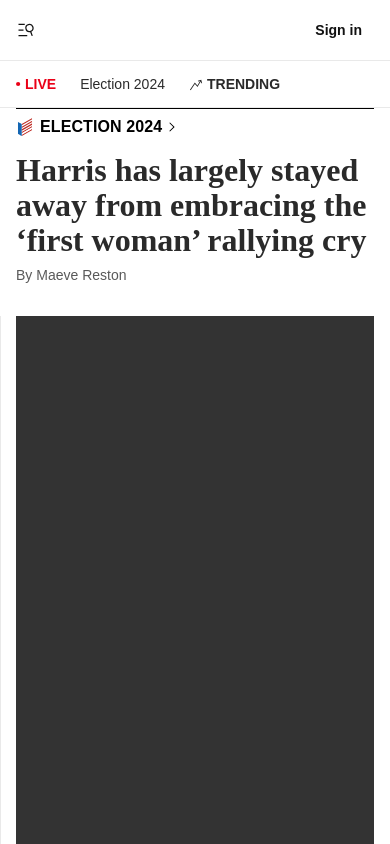 Sign in
LIVE Election 2024 TRENDING
ELECTION 2024
Harris has largely stayed
away from embracing the
‘first woman’ rallying cry
By Maeve Reston